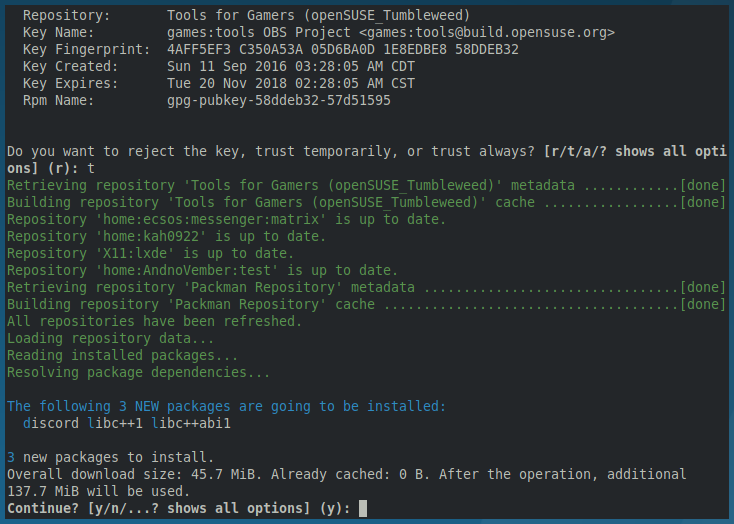 Repository: Tools for Gamers (openSUSE_Tumbleweed)
Key Name: games:tools OBS Project <games:tools@build.opensuse.org>
Key Fingerprint: 4AFF5EF3 C350A53A 05D6BA0D 1E8EDBE8 58DDEB32
Key Created: Sun 11 Sep 2016 03:28:05 AM CDT
Key Expires: Tue 20 Nov 2018 02:28:05 AM CST
Rpm Name: gpg-pubkey-58ddeb32-57d51595
Do you want to reject the key, trust temporarily, or trust always? [r/t/a/? shows all opti
ons] (r): t
Retrieving repository 'Tools for Gamers (openSUSE_Tumbleweed)' metadata ............[done]
Building repository 'Tools for Gamers (openSUSE_Tumbleweed)' cache .................[done]
Repository 'home:ecsos:messenger:matrix' is up to date.
Repository 'home:kah0922' is up to date.
Repository 'X11:lxde' is up to date.
Repository 'home:AndnoVember:test' is up to date.
Retrieving repository 'Packman Repository' metadata ................................[done]
Building repository 'Packman Repository' cache .....................................[done]
All repositories have been refreshed.
Loading repository data...
Reading installed packages...
Resolving package dependencies...
The following 3 NEW packages are going to be installed:
discord libc++1 libc++abi1
3 new packages to install.
Overall download size: 45.7 MiB. Already cached: 0 B. After the operation, additional
137.7 MiB will be used.
Continue? [y/n/...? shows all options] (y):